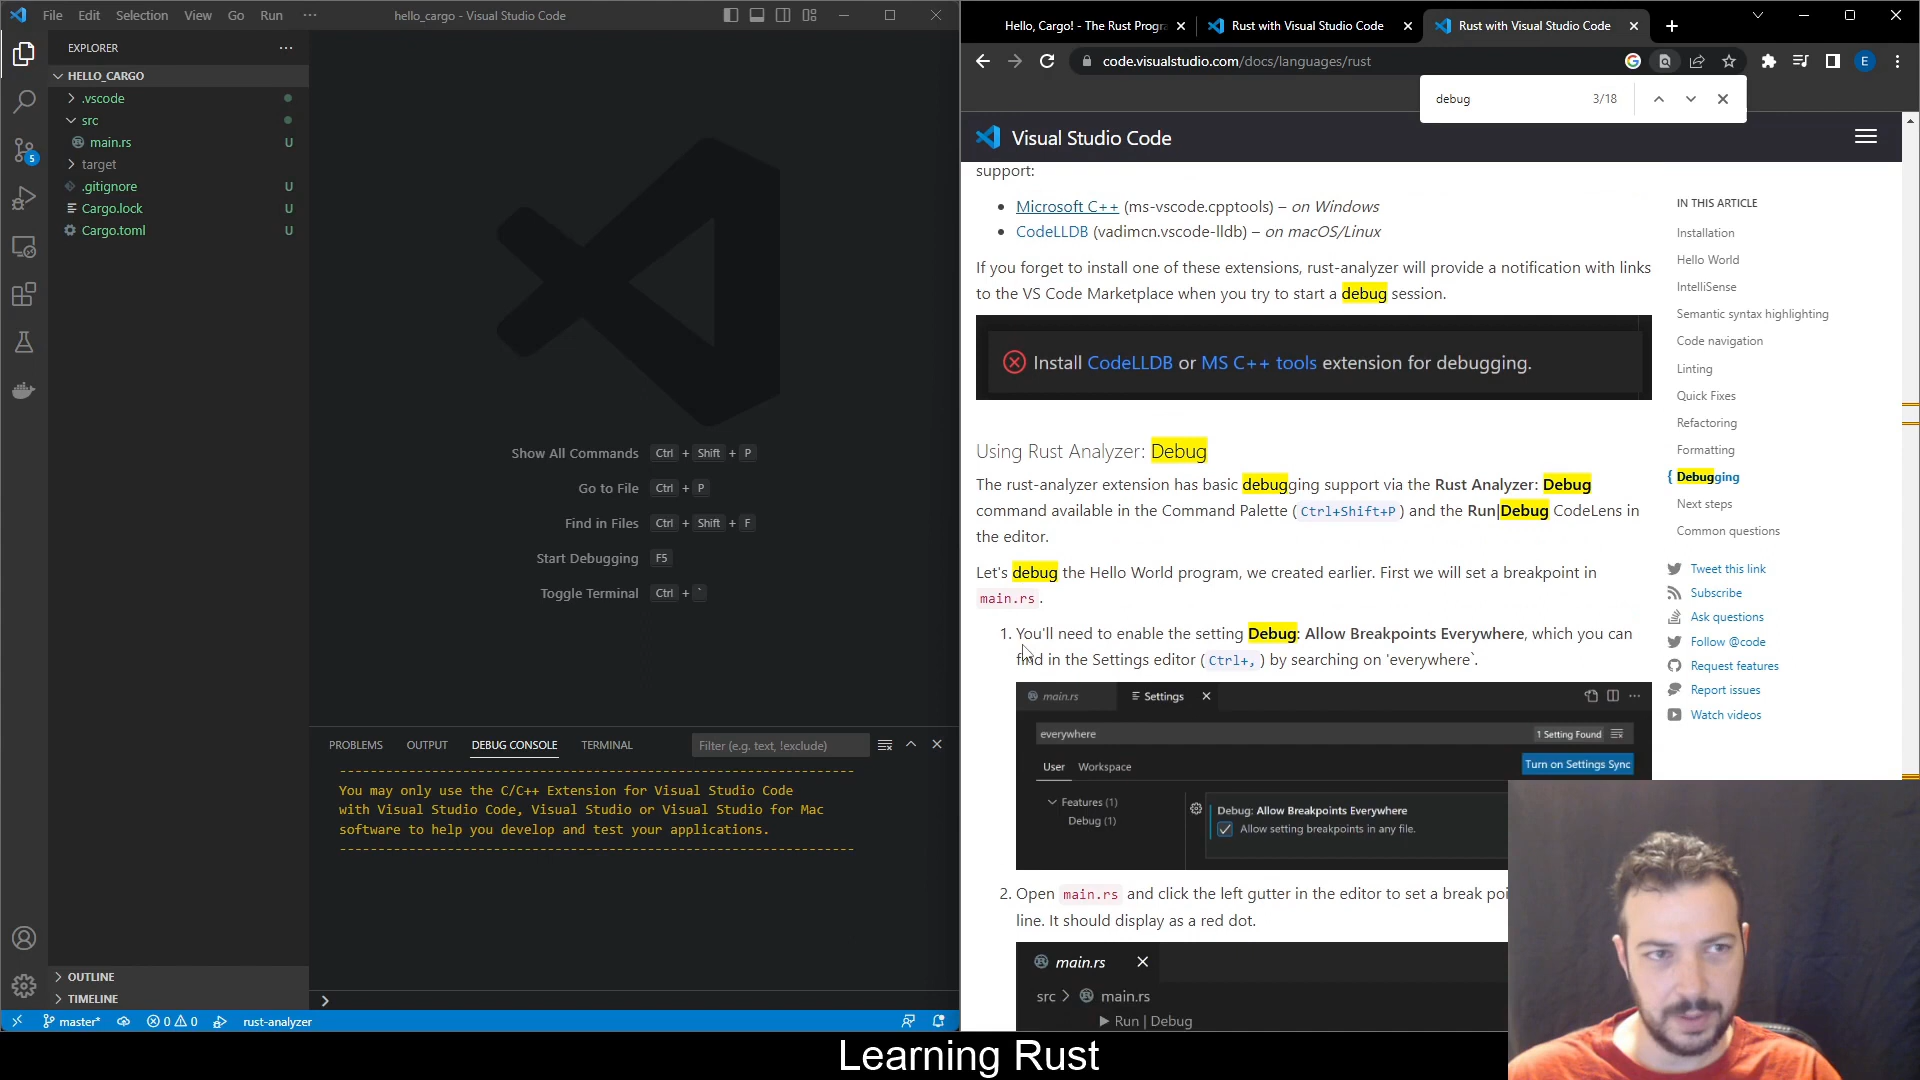 File Edit Selection View Go Run ···
hello_cargo - Visual Studio Code
EXPLORER
HELLO_CARGO
.vscode
src
main.rs U
target
.gitignore U
Cargo.lock U
Cargo.toml U
5
Show All Commands Ctrl + Shift + P
Go to File Ctrl + P
Find in Files Ctrl + Shift + F
Start Debugging F5
Toggle Terminal Ctrl + `
PROBLEMS OUTPUT DEBUG CONSOLE TERMINAL
Filter (e.g. text, !exclude)
--------------------------------------------------------------------
You may only use the C/C++ Extension for Visual Studio Code
with Visual Studio Code, Visual Studio or Visual Studio for Mac
software to help you develop and test your applications.
--------------------------------------------------------------------
OUTLINE
TIMELINE
master* 0 0 rust-analyzer
Hello, Cargo! - The Rust Progra
Rust with Visual Studio Code
Rust with Visual Studio Code
code.visualstudio.com/docs/languages/rust
E
debug 3/18
Visual Studio Code
support:
• Microsoft C++ (ms-vscode.cpptools) – on Windows
• CodeLLDB (vadimcn.vscode-lldb) – on macOS/Linux
If you forget to install one of these extensions, rust-analyzer will provide a notification with links
to the VS Code Marketplace when you try to start a debug session.
Install CodeLLDB or MS C++ tools extension for debugging.
Using Rust Analyzer: Debug
The rust-analyzer extension has basic debugging support via the Rust Analyzer: Debug
command available in the Command Palette (Ctrl+Shift+P) and the Run|Debug CodeLens in
the editor.
Let's debug the Hello World program, we created earlier. First we will set a breakpoint in
main.rs.
1. You'll need to enable the setting Debug: Allow Breakpoints Everywhere, which you can
find in the Settings editor (Ctrl+,) by searching on 'everywhere`.
main.rs Settings
everywhere 1 Setting Found
User Workspace
Turn on Settings Sync
Features (1)
Debug (1)
Debug: Allow Breakpoints Everywhere
Allow setting breakpoints in any file.
2. Open main.rs and click the left gutter in the editor to set a break poi
line. It should display as a red dot.
main.rs
src > main.rs
Run | Debug
IN THIS ARTICLE
Installation
Hello World
IntelliSense
Semantic syntax highlighting
Code navigation
Linting
Quick Fixes
Refactoring
Formatting
Debugging
Next steps
Common questions
Tweet this link
Subscribe
Ask questions
Follow @code
Request features
Report issues
Watch videos
Learning Rust